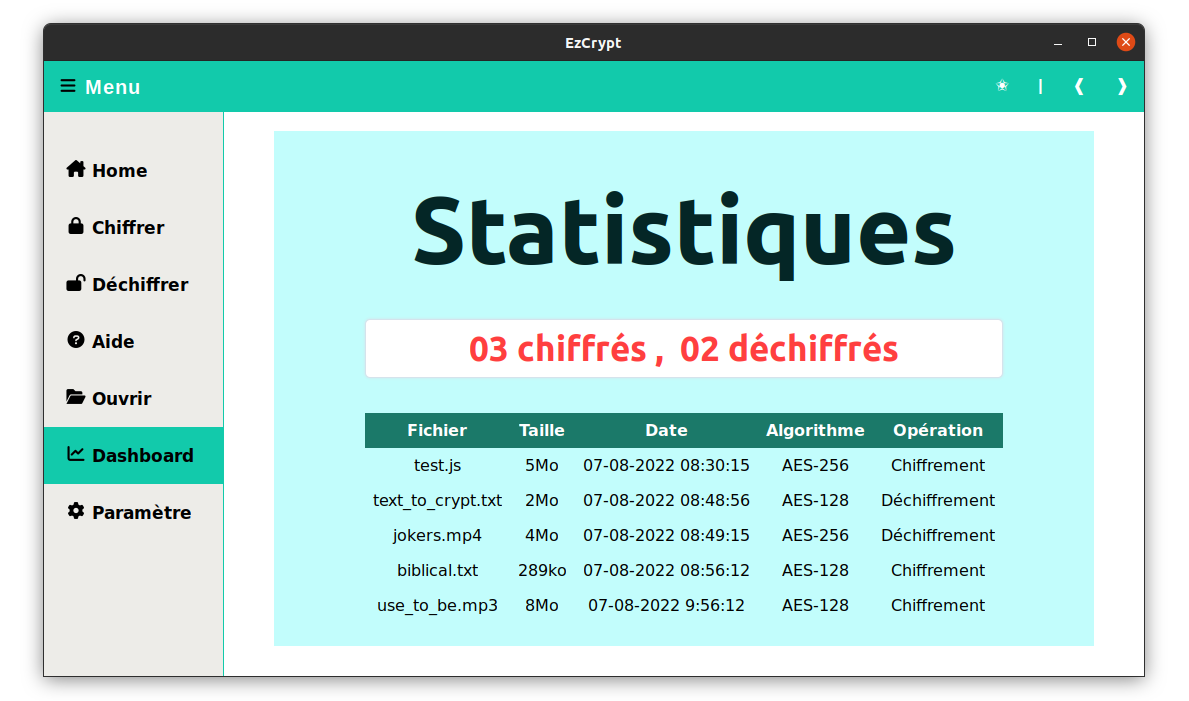 EzCrypt
Menu
Home
Chiffrer
Déchiffrer
Aide
Ouvrir
Dashboard
Paramètre
Statistiques
03 chiffrés , 02 déchiffrés
Fichier Taille Date Algorithme Opération
test.js 5Mo 07-08-2022 08:30:15 AES-256 Chiffrement
text_to_crypt.txt 2Mo 07-08-2022 08:48:56 AES-128 Déchiffrement
jokers.mp4 4Mo 07-08-2022 08:49:15 AES-256 Déchiffrement
biblical.txt 289ko 07-08-2022 08:56:12 AES-128 Chiffrement
use_to_be.mp3 8Mo 07-08-2022 9:56:12 AES-128 Chiffrement